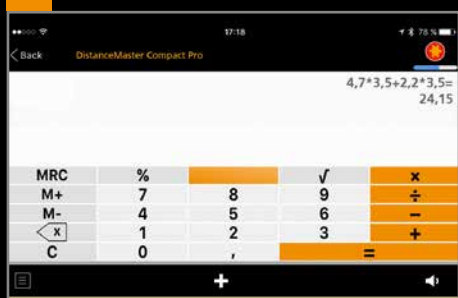 17:18 78 %
Back DistanceMaster Compact Pro
4,7*3,5+2,2*3,5=
24,15
MRC % √ ×
M+ 7 8 9 ÷
M- 4 5 6 −
x 1 2 3 +
C 0 , =
+